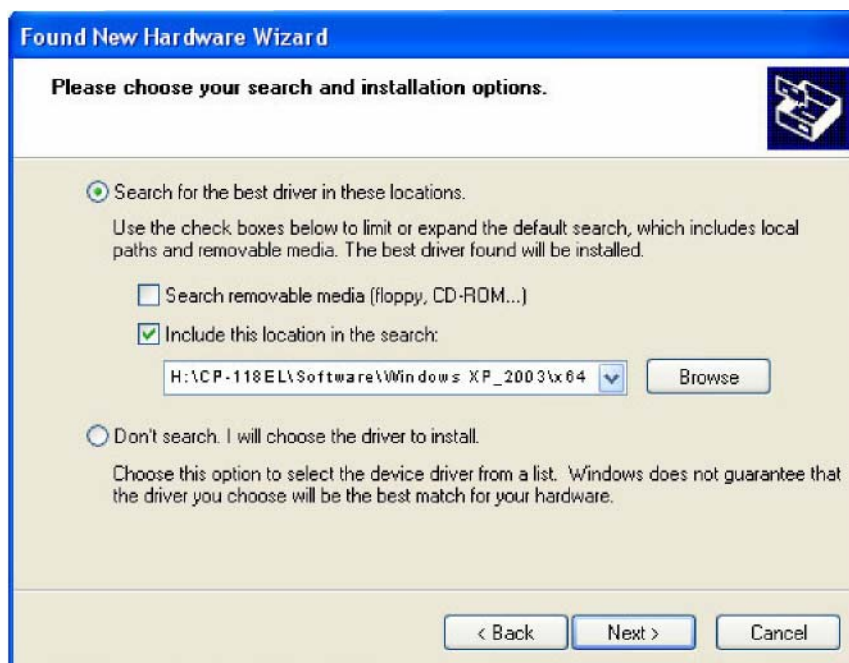 Found New Hardware Wizard
Please choose your search and installation options.
Search for the best driver in these locations.
Use the check boxes below to limit or expand the default search, which includes local
paths and removable media. The best driver found will be installed.
Search removable media (floppy, CD-ROM...)
Include this location in the search:
H:\CP-118EL\Software\Windows XP_2003\x64
Browse
Don't search. I will choose the driver to install.
Choose this option to select the device driver from a list. Windows does not guarantee that
the driver you choose will be the best match for your hardware.
< Back
Next >
Cancel